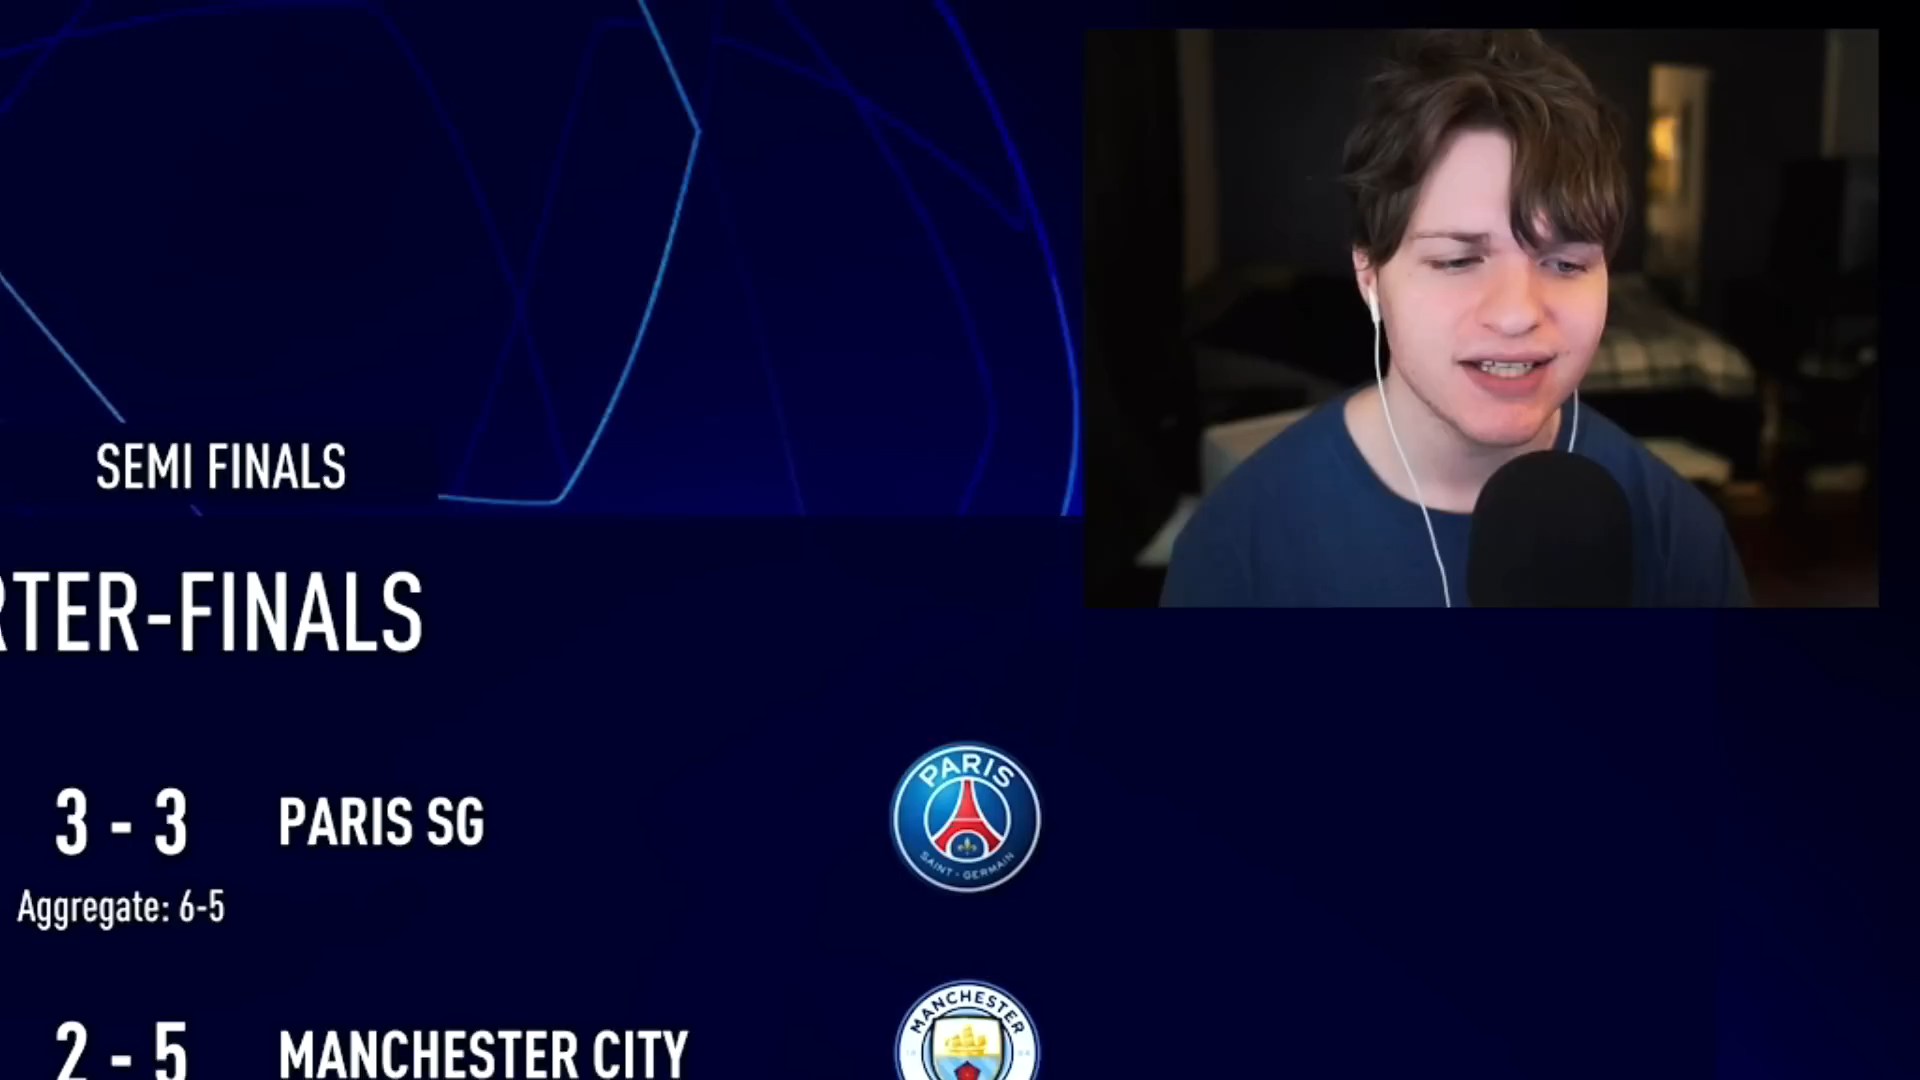 SEMI FINALS
RTER-FINALS
3 - 3 PARIS SG
PARIS
SAINT-GERMAIN
Aggregate: 6-5
2 - 5 MANCHESTER CITY
MANCHESTER